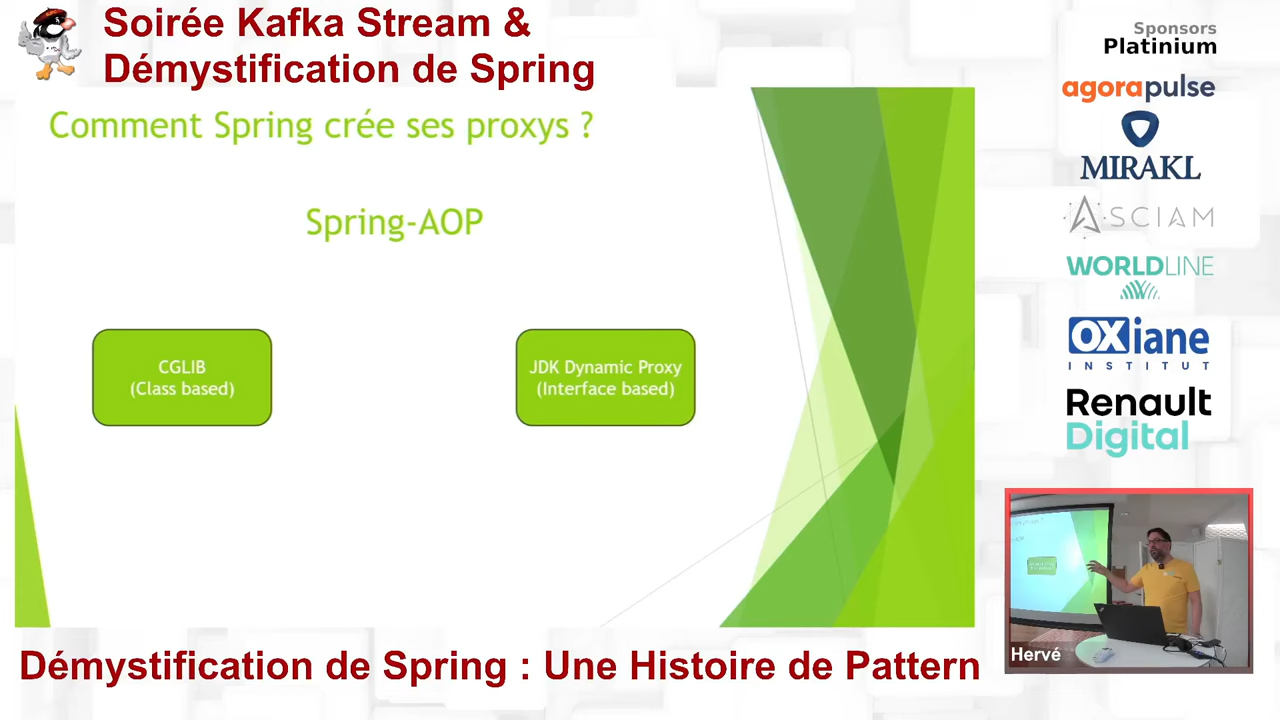 Soirée Kafka Stream &
Démystification de Spring
Comment Spring crée ses proxys ?
Spring-AOP
CGLIB
(Class based)
JDK Dynamic Proxy
(Interface based)
Sponsors
Platinium
agorapulse
MIRAKL
ASCIAM
WORLDLINE
OXiane
INSTITUT
Renault
Digital
Hervé
Démystification de Spring : Une Histoire de Pattern